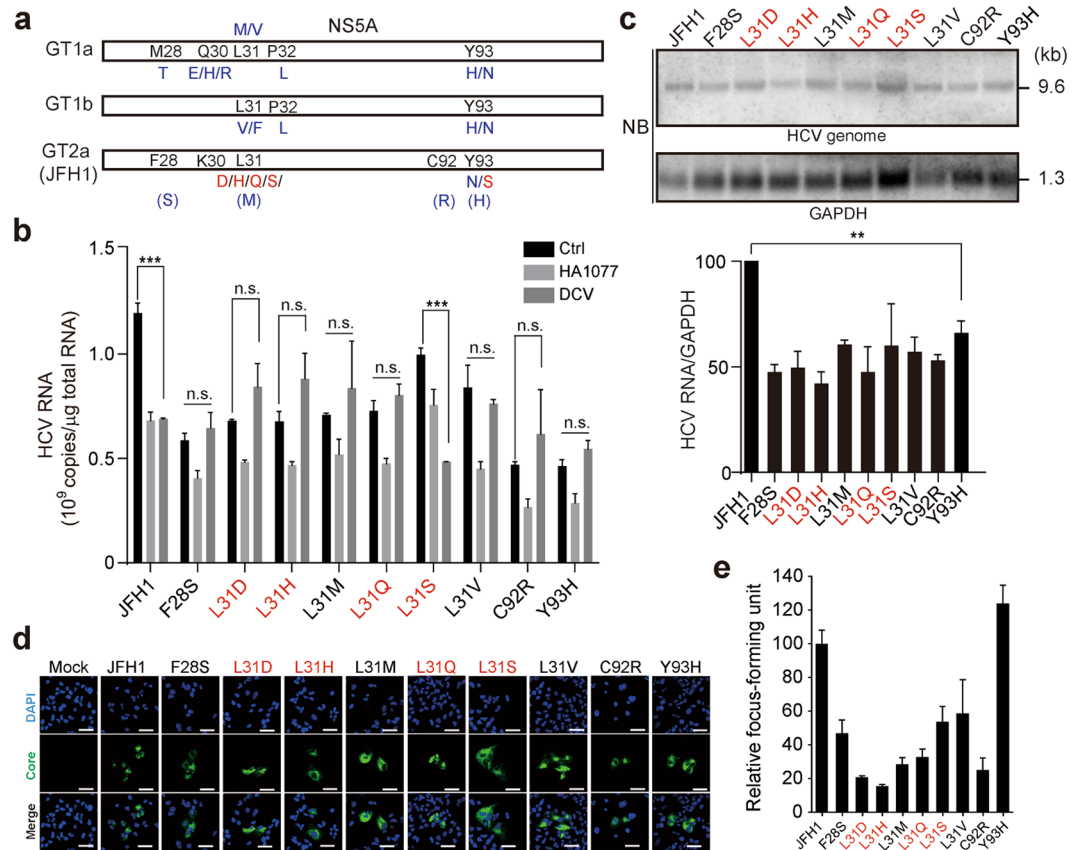 a
NS5A
M/V
GT1a
M28 Q30 L31 P32 Y93
T E/H/R L H/N
GT1b
L31 P32 Y93
V/F L H/N
GT2a
(JFH1)
F28 K30 L31 C92 Y93
D/H/Q/S/ N/S
(S) (M) (R) (H)
b
HCV RNA
(10⁹ copies/μg total RNA)
1.5
1.0
0.5
0
Ctrl
HA1077
DCV
*** n.s. n.s. n.s. n.s. n.s. *** n.s. n.s. n.s.
JFH1 F28S L31D L31H L31M L31Q L31S L31V C92R Y93H
c
JFH1 F28S L31D L31H L31M L31Q L31S L31V C92R Y93H
(kb)
9.6
NB
HCV genome
1.3
GAPDH
**
HCV RNA/GAPDH
100
50
0
JFH1 F28S L31D L31H L31M L31Q L31S L31V C92R Y93H
d
Mock JFH1 F28S L31D L31H L31M L31Q L31S L31V C92R Y93H
DAPI
Core
Merge
e
Relative focus-forming unit
140
120
100
80
60
40
20
0
JFH1 F28S L31D L31H L31M L31Q L31S L31V C92R Y93H